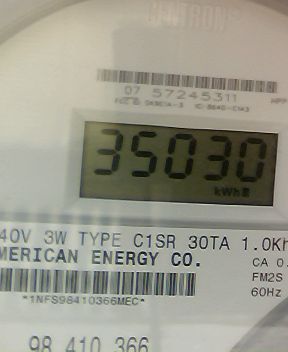 07 57245311
35030
kWh
40V 3W TYPE C1SR 30TA 1.0Kh
MERICAN ENERGY CO.
CA 0.
FM2S
60Hz
*1NFS98410366MEC*
98 410 366